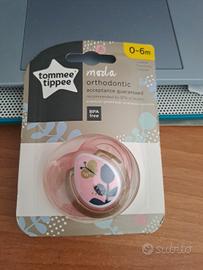 tommee
tippee
moda
orthodontic
acceptance guaranteed
0-6m
BPA
FREE
subito